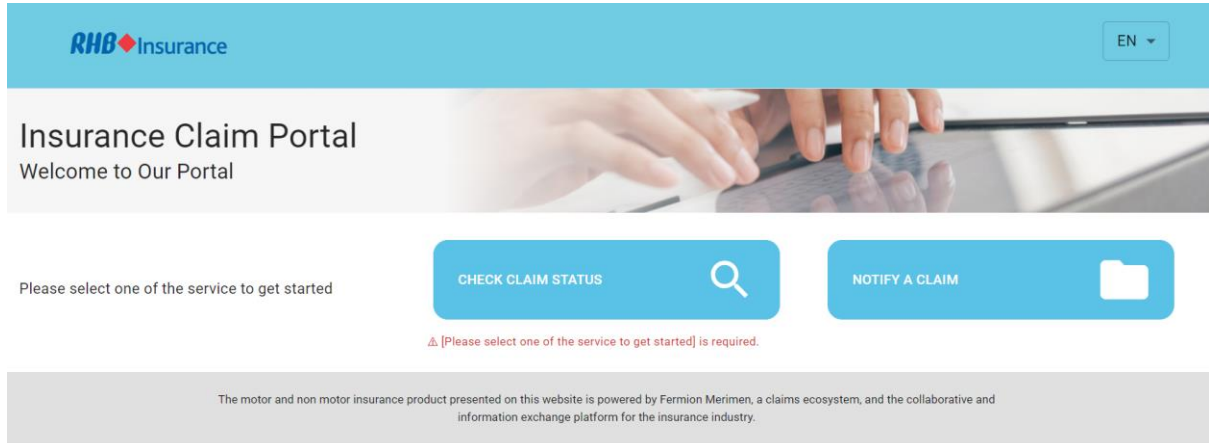 RHB Insurance
EN
Insurance Claim Portal
Welcome to Our Portal
Please select one of the service to get started
CHECK CLAIM STATUS
NOTIFY A CLAIM
⚠ [Please select one of the service to get started] is required.
The motor and non motor insurance product presented on this website is powered by Fermion Merimen, a claims ecosystem, and the collaborative and
information exchange platform for the insurance industry.